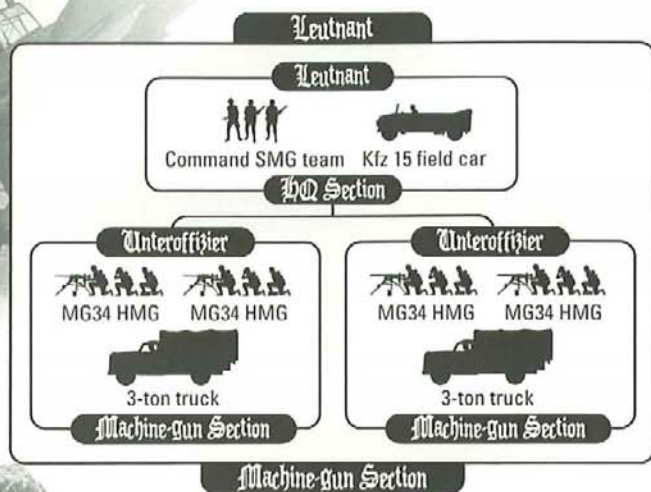 Leutnant
Leutnant
Command SMG team Kfz 15 field car
HQ Section
Unteroffizier Unteroffizier
MG34 HMG MG34 HMG MG34 HMG MG34 HMG
3-ton truck 3-ton truck
Machine-gun Section Machine-gun Section
Machine-gun Section